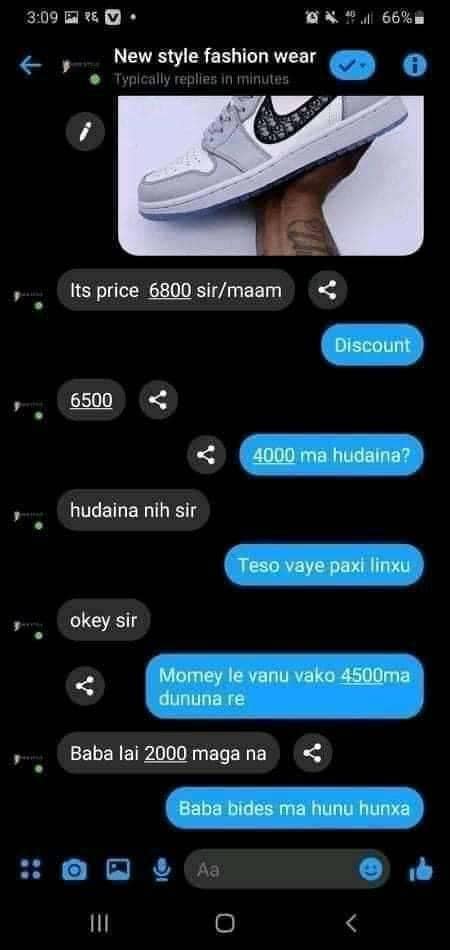 3:09 २६ 66%
New style fashion wear
Typically replies in minutes
Its price 6800 sir/maam
Discount
6500
4000 ma hudaina?
hudaina nih sir
Teso vaye paxi linxu
okey sir
Momey le vanu vako 4500ma
dununa re
Baba lai 2000 maga na
Baba bides ma hunu hunxa
Aa